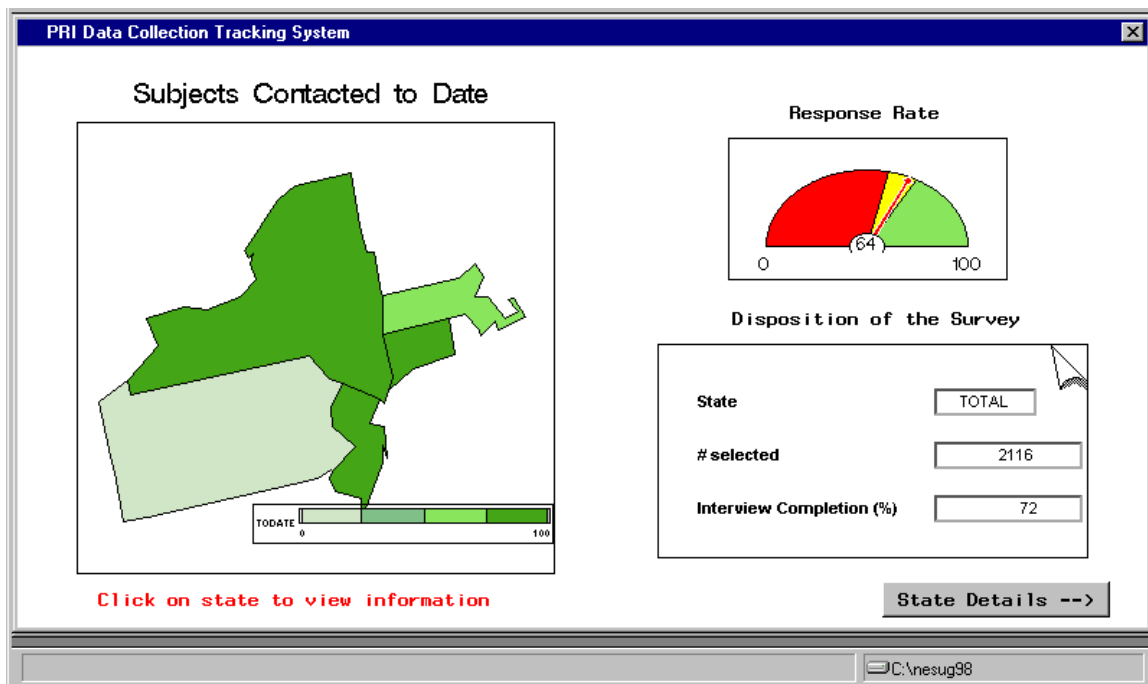 PRI Data Collection Tracking System
Subjects Contacted to Date
TODATE
0
100
Click on state to view information
Response Rate
64
0
100
Disposition of the Survey
State
TOTAL
# selected
2116
Interview Completion (%)
72
State Details -->
C:\nesug98